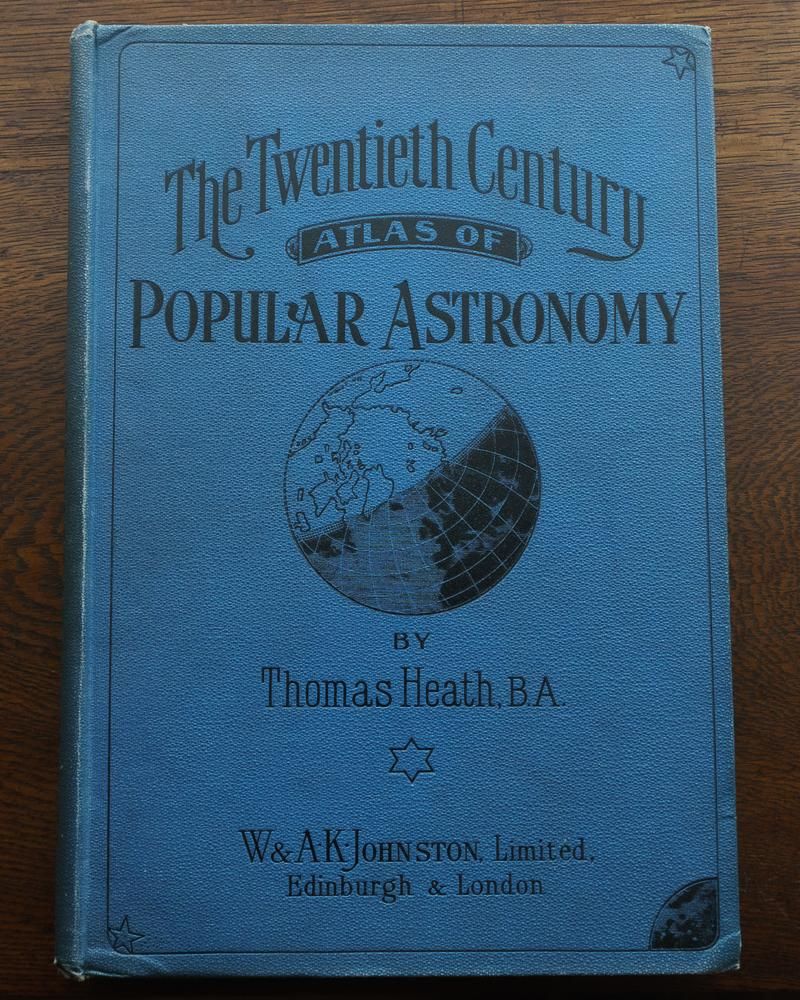 The Twentieth Century
ATLAS OF
POPULAR ASTRONOMY
BY
Thomas Heath, B.A.
W & A.K. JOHNSTON, Limited,
Edinburgh & London